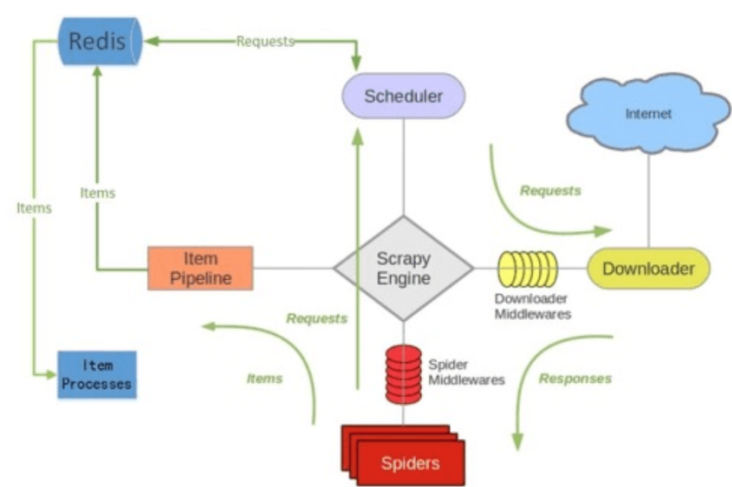 Redis
Requests
Scheduler
Internet
Requests
Items
Items
Item
Pipeline
Scrapy
Engine
Downloader
Downloader
Middlewares
Requests
Items
Item
Processes
Spider
Middlewares
Responses
Spiders